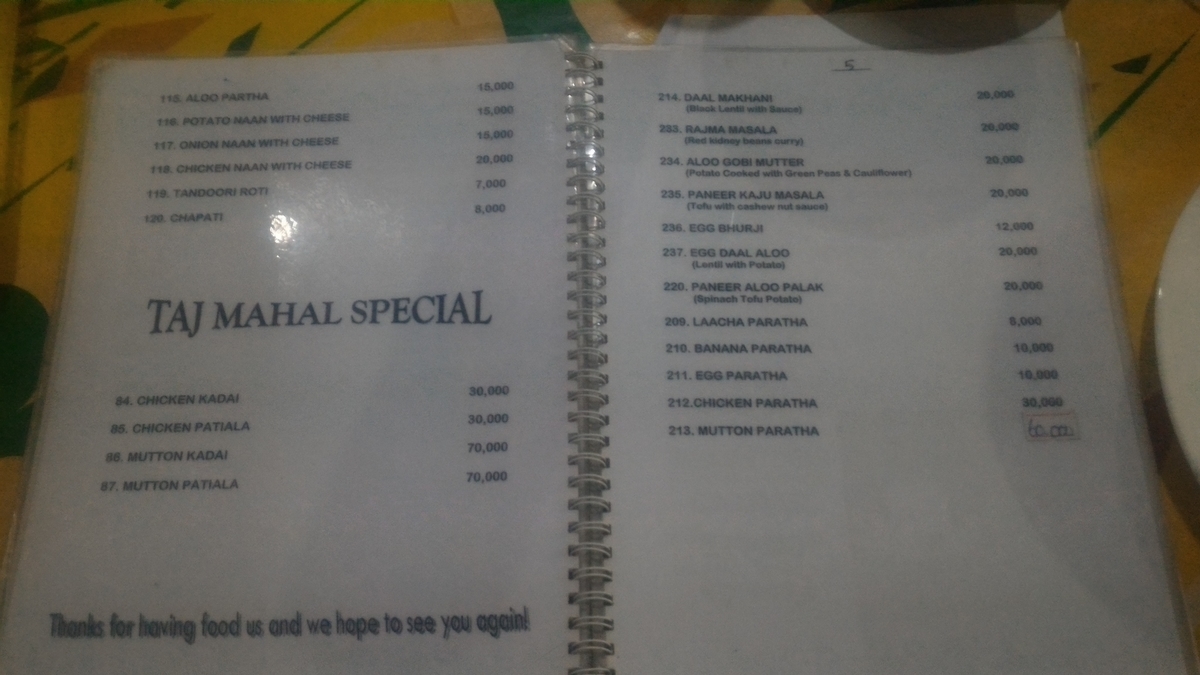 115. ALOO PARTHA 15,000
116. POTATO NAAN WITH CHEESE 15,000
117. ONION NAAN WITH CHEESE 15,000
118. CHICKEN NAAN WITH CHEESE 20,000
119. TANDOORI ROTI 7,000
120. CHAPATI 8,000
TAJ MAHAL SPECIAL
84. CHICKEN KADAI 30,000
85. CHICKEN PATIALA 30,000
86. MUTTON KADAI 70,000
87. MUTTON PATIALA 70,000
Thanks for having food us and we hope to see you again!
5
214. DAAL MAKHANI 20,000
(Black Lentil with Sauce)
233. RAJMA MASALA 20,000
(Red kidney beans curry)
234. ALOO GOBI MUTTER 20,000
(Potato Cooked with Green Peas & Cauliflower)
235. PANEER KAJU MASALA 20,000
(Tofu with cashew nut sauce)
236. EGG BHURJI 12,000
237. EGG DAAL ALOO 20,000
(Lentil with Potato)
220. PANEER ALOO PALAK 20,000
(Spinach Tofu Potato)
209. LAACHA PARATHA 8,000
210. BANANA PARATHA 10,000
211. EGG PARATHA 10,000
212.CHICKEN PARATHA 30,000
213. MUTTON PARATHA 60,000